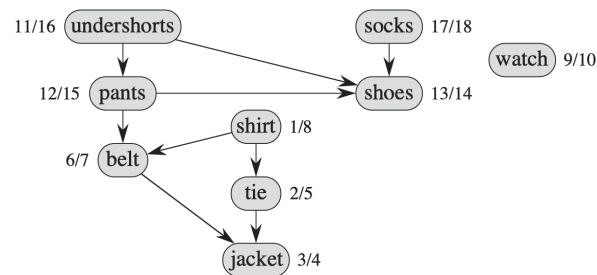 11/16 undershorts socks 17/18
watch 9/10
12/15 pants shoes 13/14
shirt 1/8
6/7 belt
tie 2/5
jacket 3/4